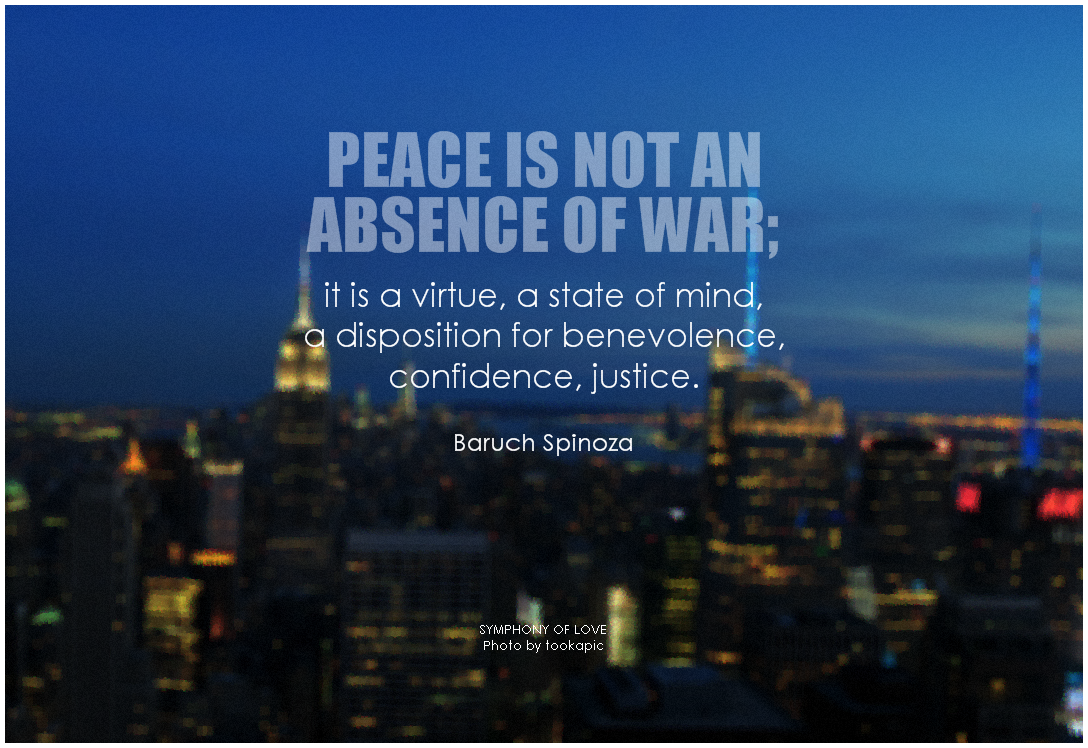 PEACE IS NOT AN
ABSENCE OF WAR;
it is a virtue, a state of mind,
a disposition for benevolence,
confidence, justice.
Baruch Spinoza
SYMPHONY OF LOVE
Photo by tookapic